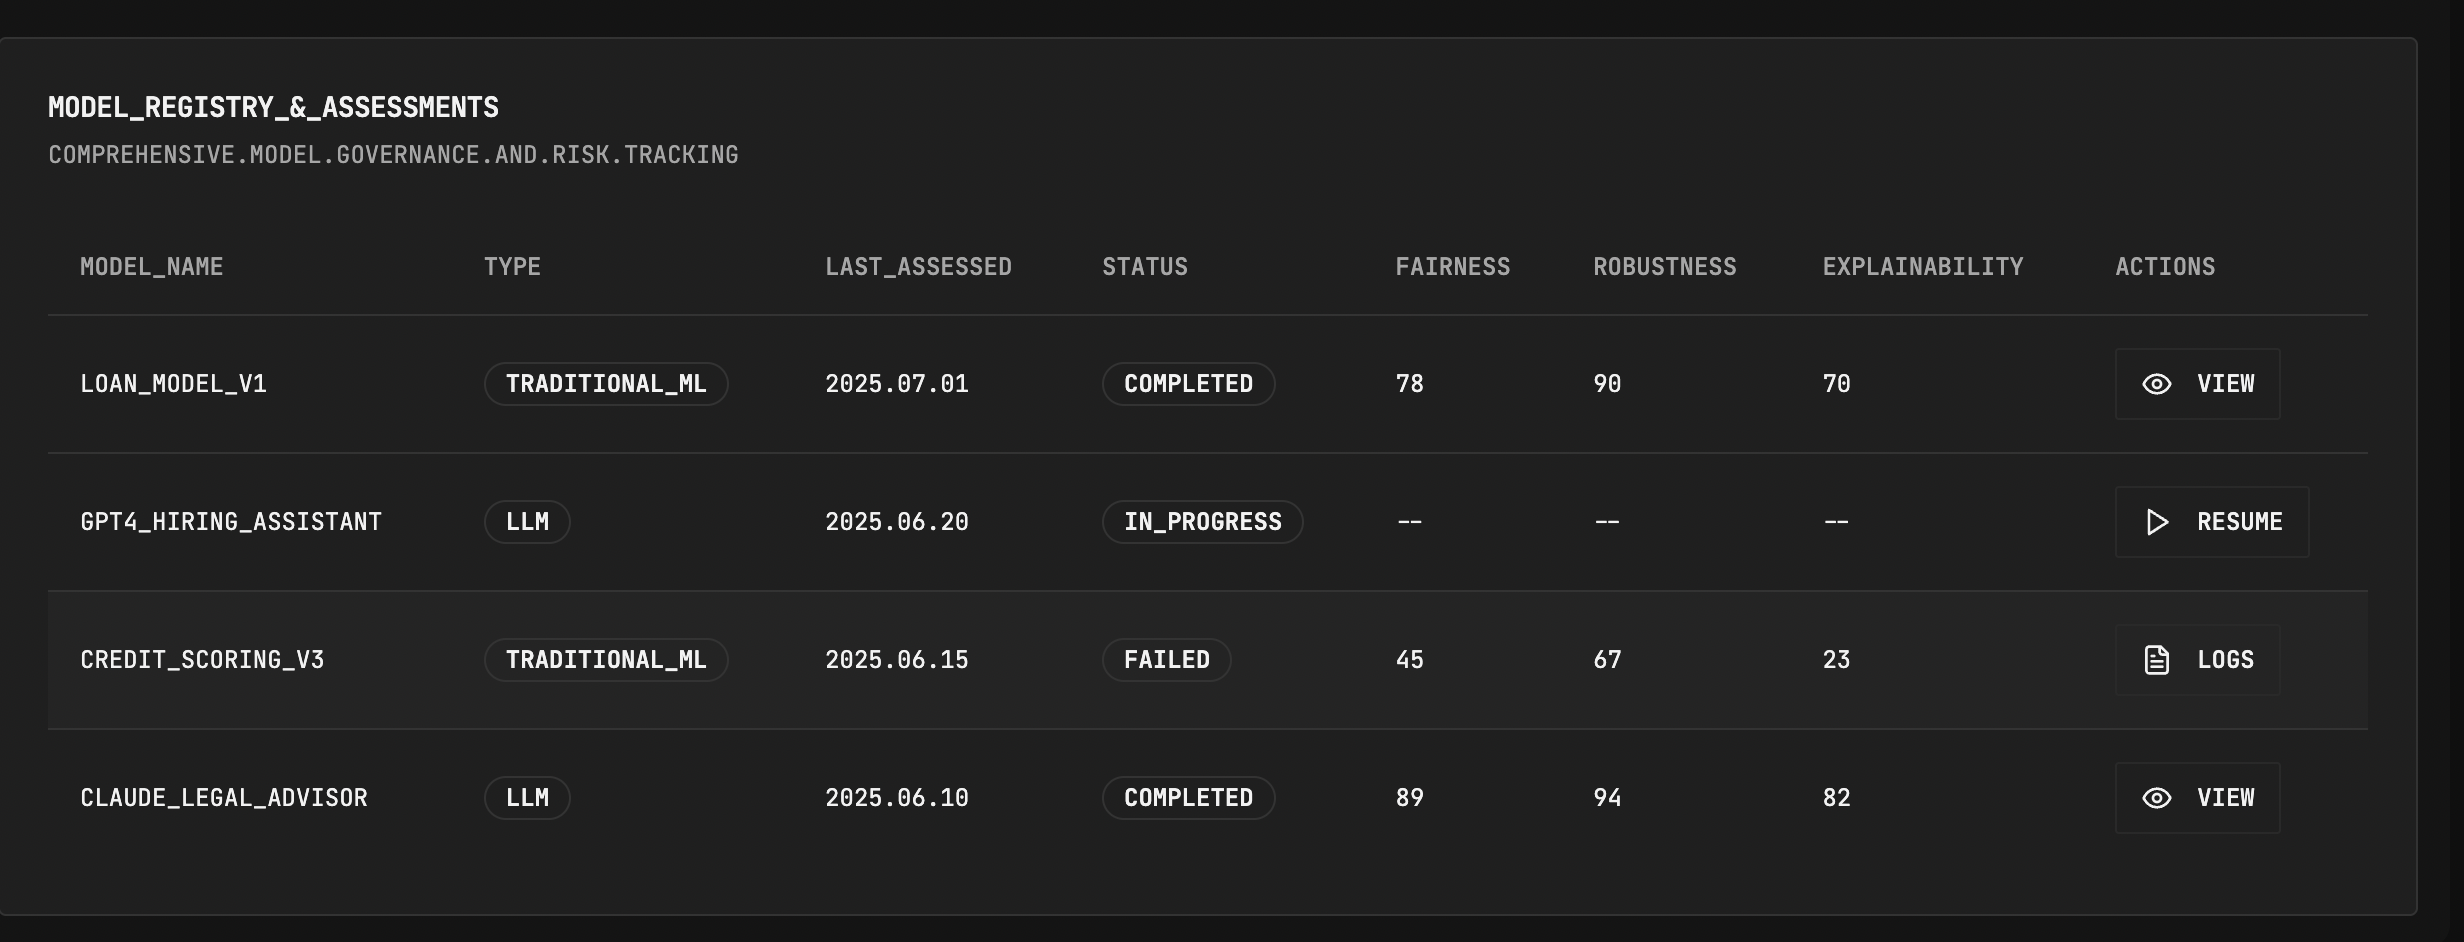 MODEL_REGISTRY_&_ASSESSMENTS
COMPREHENSIVE.MODEL.GOVERNANCE.AND.RISK.TRACKING
MODEL_NAME TYPE LAST_ASSESSED STATUS FAIRNESS ROBUSTNESS EXPLAINABILITY ACTIONS
LOAN_MODEL_V1 TRADITIONAL_ML 2025.07.01 COMPLETED 78 90 70 VIEW
GPT4_HIRING_ASSISTANT LLM 2025.06.20 IN_PROGRESS -- -- -- RESUME
CREDIT_SCORING_V3 TRADITIONAL_ML 2025.06.15 FAILED 45 67 23 LOGS
CLAUDE_LEGAL_ADVISOR LLM 2025.06.10 COMPLETED 89 94 82 VIEW